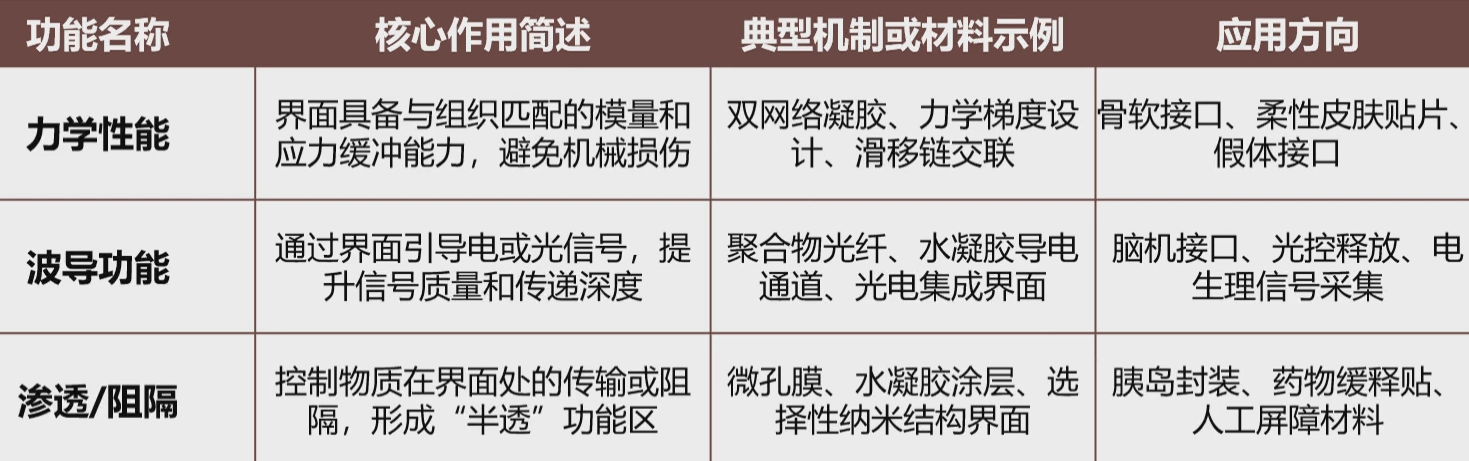 功能名称 核心作用简述 典型机制或材料示例 应用方向
力学性能
界面具备与组织匹配的模量和
应力缓冲能力，避免机械损伤
双网络凝胶、力学梯度设
计、滑移链交联
骨软接口、柔性皮肤贴片、
假体接口
波导功能
通过界面引导电或光信号，提
升信号质量和传递深度
聚合物光纤、水凝胶导电
通道、光电集成界面
脑机接口、光控释放、电
生理信号采集
渗透/阻隔
控制物质在界面处的传输或阻
隔，形成“半透”功能区
微孔膜、水凝胶涂层、选
择性纳米结构界面
胰岛封装、药物缓释贴、
人工屏障材料